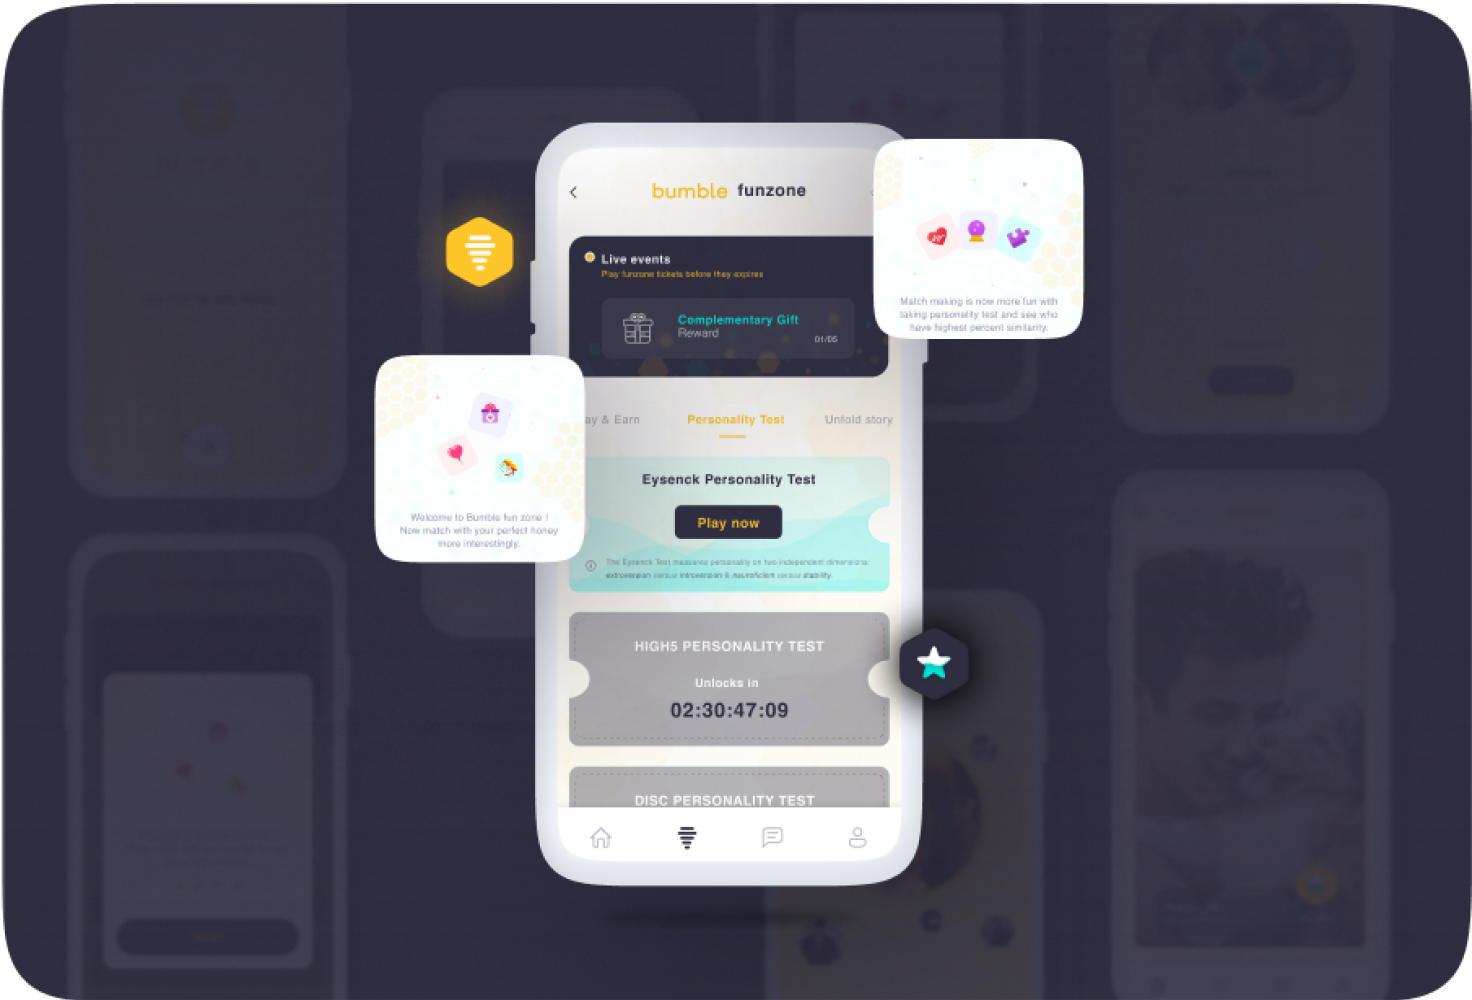 bumble funzone
Live events
Play funzone tickets before they expires
Complementary Gift
Reward
01/05
Match making is now more fun with
taking personality test and see who
have highest percent similarity.
Welcome to Bumble fun zone !
Now match with your perfect honey
more interestingly.
ay & Earn
Personality Test
Unfold story
Eysenck Personality Test
Play now
The Eysenck Test measures personality on two independent dimensions:
extroversion versus introversion & neuroticism versus stability.
HIGH5 PERSONALITY TEST
Unlocks in
02:30:47:09
DISC PERSONALITY TEST